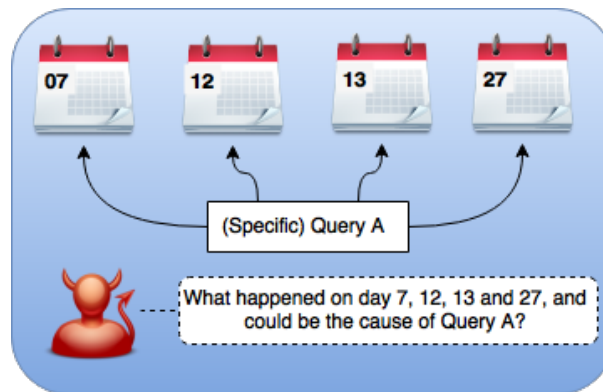 07 12 13 27
(Specific) Query A
What happened on day 7, 12, 13 and 27, and
could be the cause of Query A?